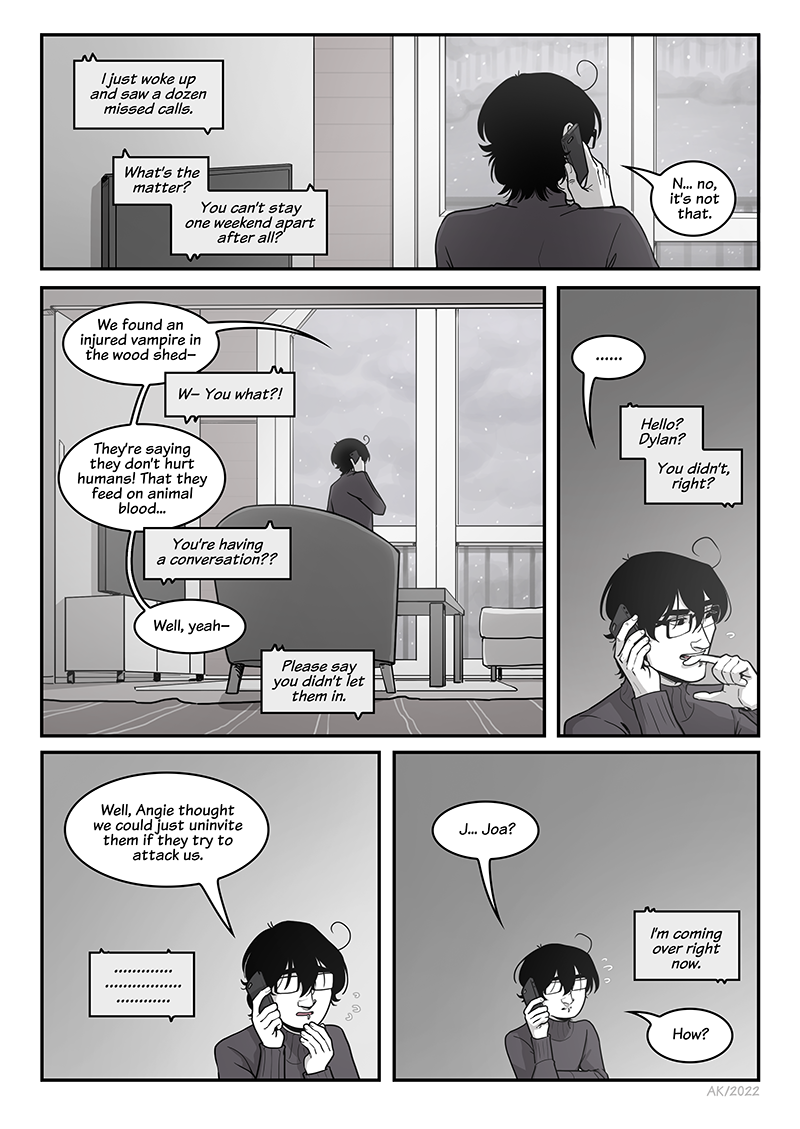 I just woke up
and saw a dozen
missed calls.
What's the
matter?
You can't stay
one weekend apart
after all?
N... no,
it's not
that.
We found an
injured vampire in
the wood shed–
W– You what?!
They're saying
they don't hurt
humans! That they
feed on animal
blood...
You're having
a conversation??
Well, yeah–
Please say
you didn't let
them in.
......
Hello?
Dylan?
You didn't,
right?
Well, Angie thought
we could just uninvite
them if they try to
attack us.
.............
.................
............
J... Joa?
I'm coming
over right
now.
How?
AK/2022